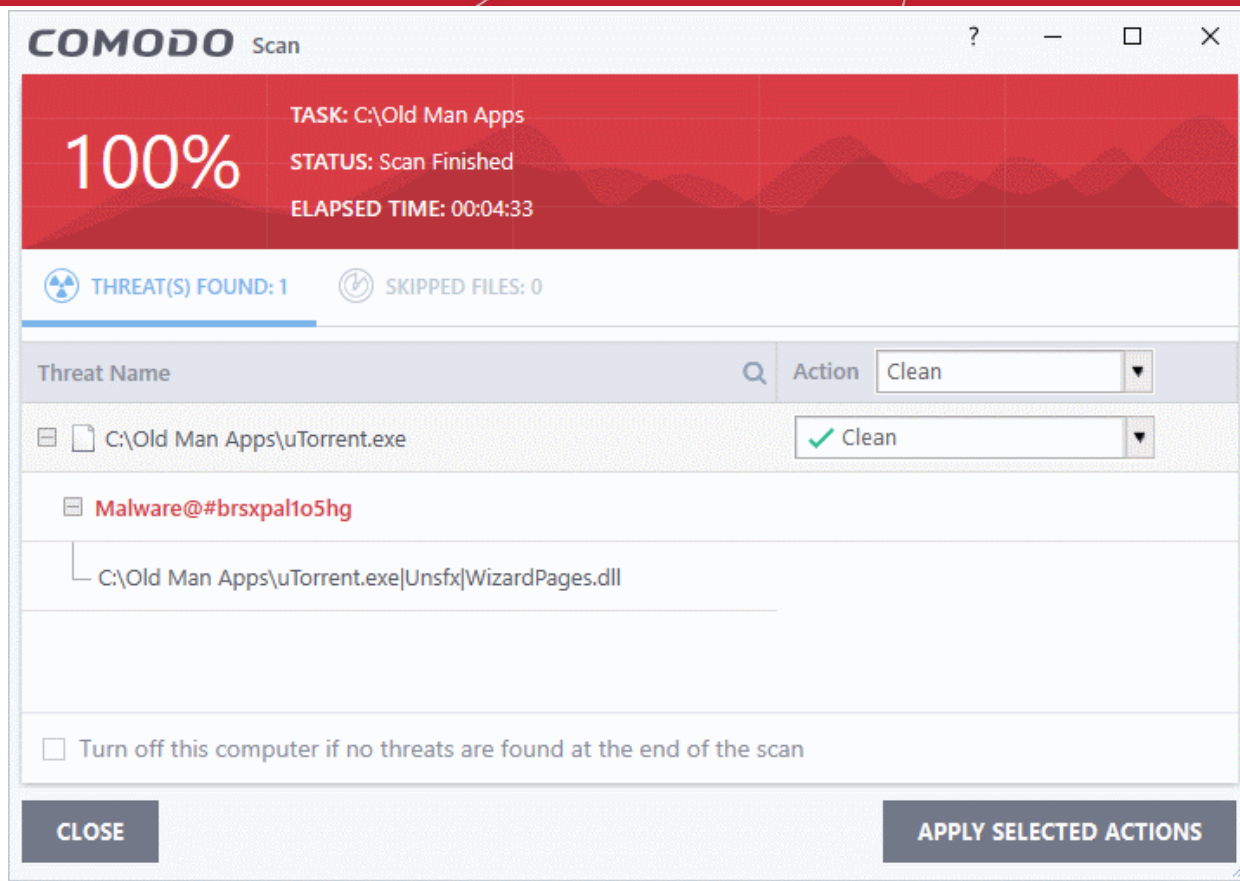 COMODO Scan
?
100%
TASK: C:\Old Man Apps
STATUS: Scan Finished
ELAPSED TIME: 00:04:33
THREAT(S) FOUND: 1 SKIPPED FILES: 0
Threat Name Action Clean
C:\Old Man Apps\uTorrent.exe Clean
Malware@#brsxpal1o5hg
C:\Old Man Apps\uTorrent.exe|Unsfx|WizardPages.dll
Turn off this computer if no threats are found at the end of the scan
CLOSE APPLY SELECTED ACTIONS